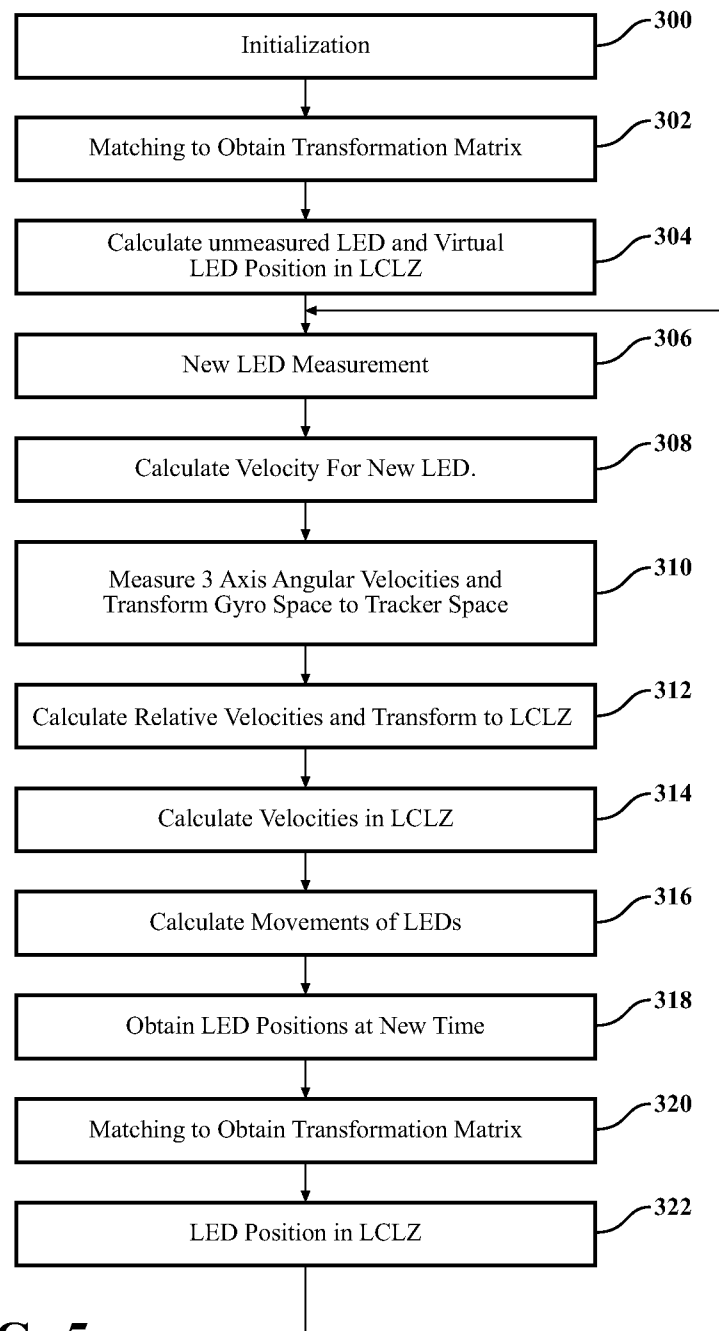 300
Initialization
302
Matching to Obtain Transformation Matrix
304
Calculate unmeasured LED and Virtual
LED Position in LCLZ
306
New LED Measurement
308
Calculate Velocity For New LED.
310
Measure 3 Axis Angular Velocities and
Transform Gyro Space to Tracker Space
312
Calculate Relative Velocities and Transform to LCLZ
314
Calculate Velocities in LCLZ
316
Calculate Movements of LEDs
318
Obtain LED Positions at New Time
320
Matching to Obtain Transformation Matrix
322
LED Position in LCLZ